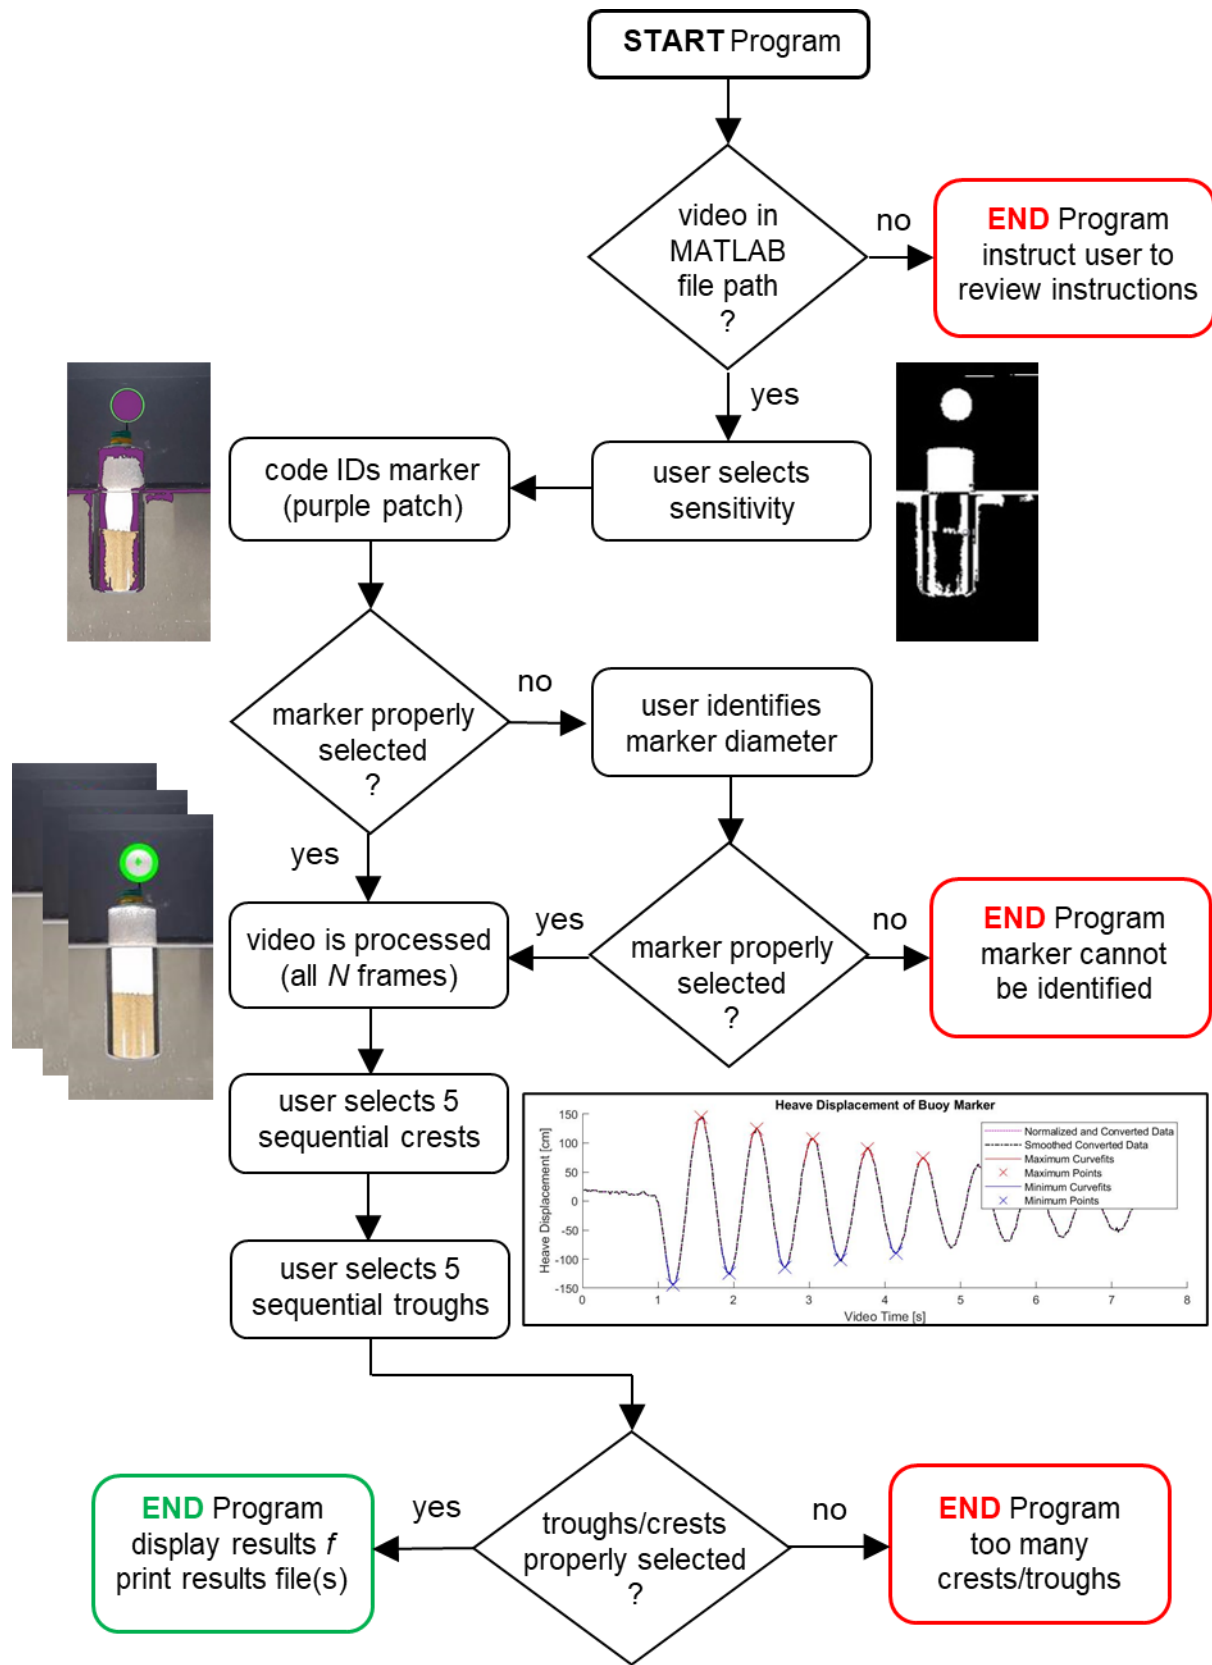 START Program
video in
MATLAB
file path
?
no
END Program
instruct user to
review instructions
yes
user selects
sensitivity
code IDs marker
(purple patch)
marker properly
selected
?
no
user identifies
marker diameter
yes
marker properly
selected
?
yes
no
END Program
marker cannot
be identified
video is processed
(all N frames)
user selects 5
sequential crests
user selects 5
sequential troughs
Heave Displacement of Buoy Marker
Heave Displacement [cm]
150
100
50
0
-50
-100
-150
0 1 2 3 4 5 6 7 8
Video Time [s]
Normalized and Converted Data
Smoothed Converted Data
Maximum Curvefits
Maximum Points
Minimum Curvefits
Minimum Points
troughs/crests
properly selected
?
yes
END Program
display results f
print results file(s)
no
END Program
too many
crests/troughs